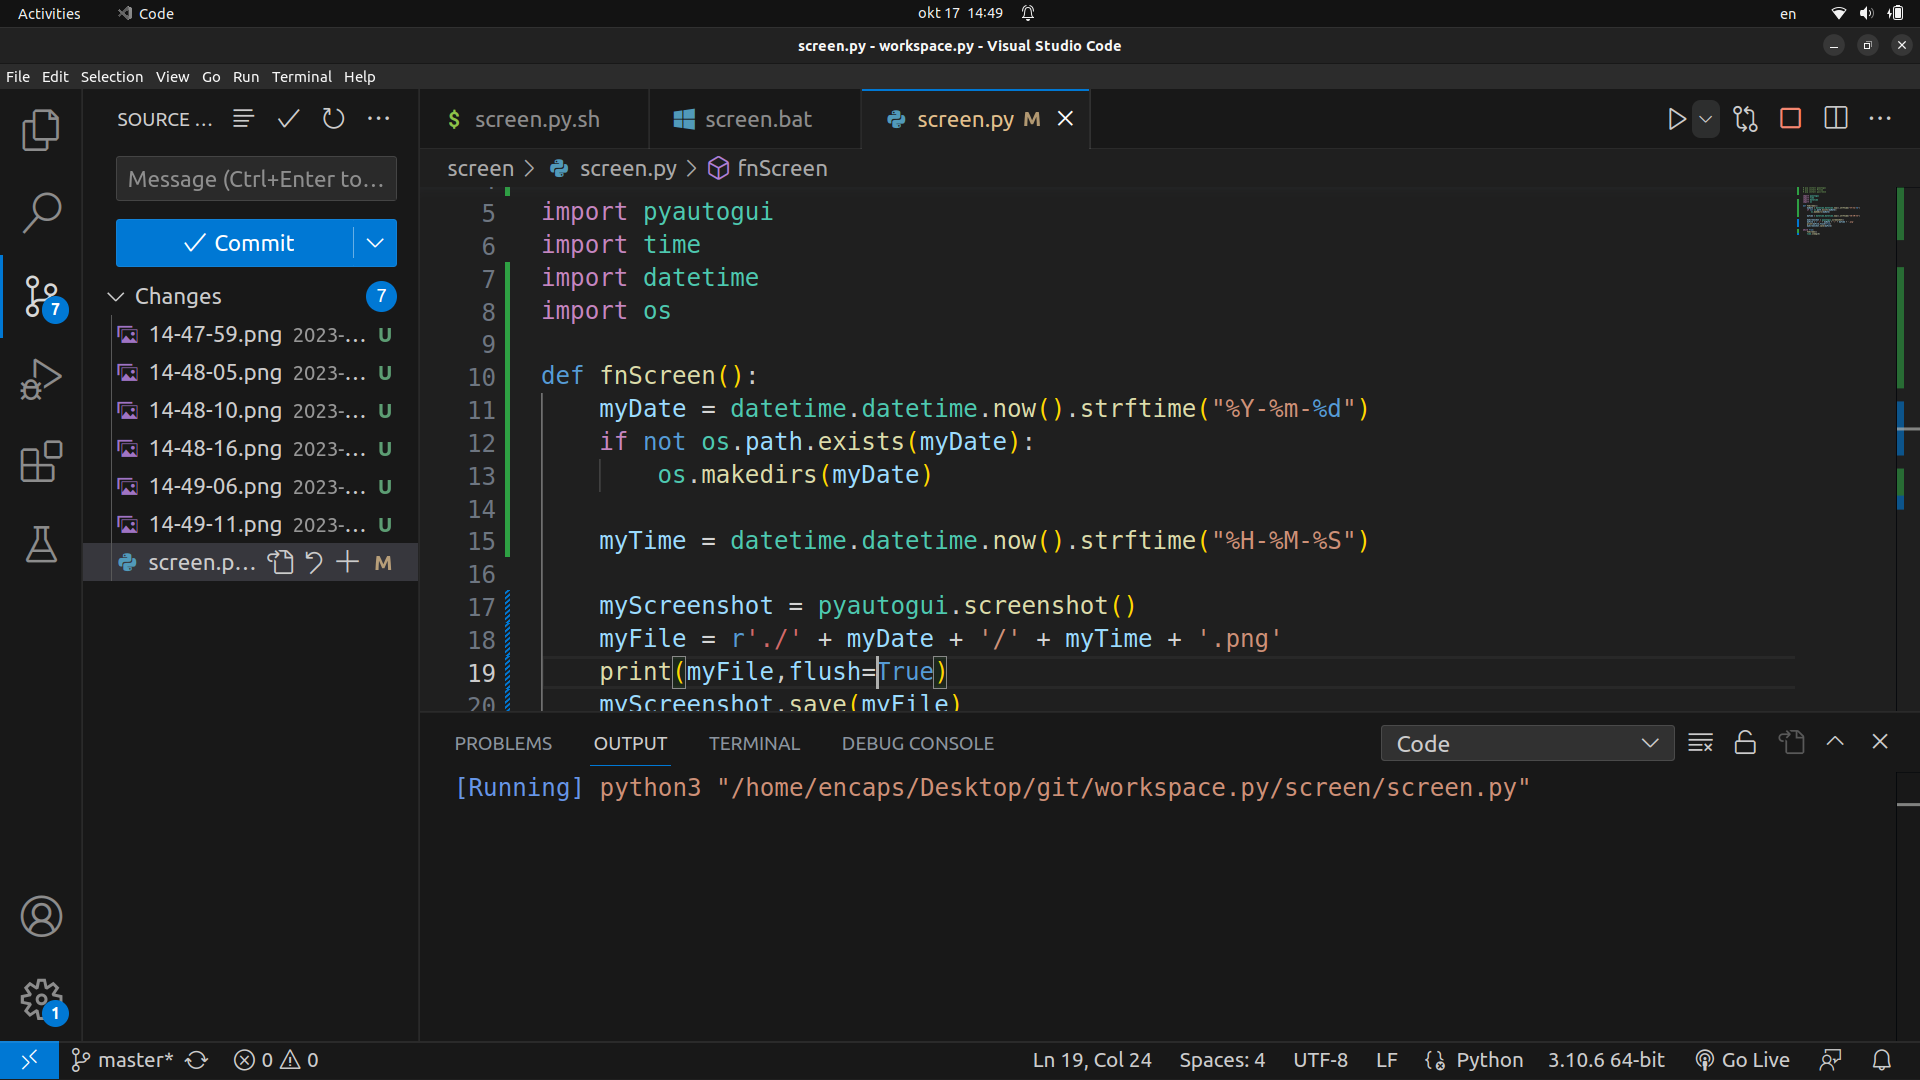 Activities
Code
okt 17 14:49
en
screen.py - workspace.py - Visual Studio Code
File Edit Selection View Go Run Terminal Help
SOURCE ...
Message (Ctrl+Enter to...
Commit
Changes 7
14-47-59.png 2023-... U
14-48-05.png 2023-... U
14-48-10.png 2023-... U
14-48-16.png 2023-... U
14-49-06.png 2023-... U
14-49-11.png 2023-... U
screen.p... M
7
1
screen.py.sh
screen.bat
screen.py M
screen > screen.py > fnScreen
5 import pyautogui
6 import time
7 import datetime
8 import os
9
10 def fnScreen():
11 myDate = datetime.datetime.now().strftime("%Y-%m-%d")
12 if not os.path.exists(myDate):
13 os.makedirs(myDate)
14
15 myTime = datetime.datetime.now().strftime("%H-%M-%S")
16
17 myScreenshot = pyautogui.screenshot()
18 myFile = r'./' + myDate + '/' + myTime + '.png'
19 print(myFile,flush=True)
20 myScreenshot.save(myFile)
PROBLEMS OUTPUT TERMINAL DEBUG CONSOLE
Code
[Running] python3 "/home/encaps/Desktop/git/workspace.py/screen/screen.py"
master* 0 0
Ln 19, Col 24 Spaces: 4 UTF-8 LF Python 3.10.6 64-bit Go Live